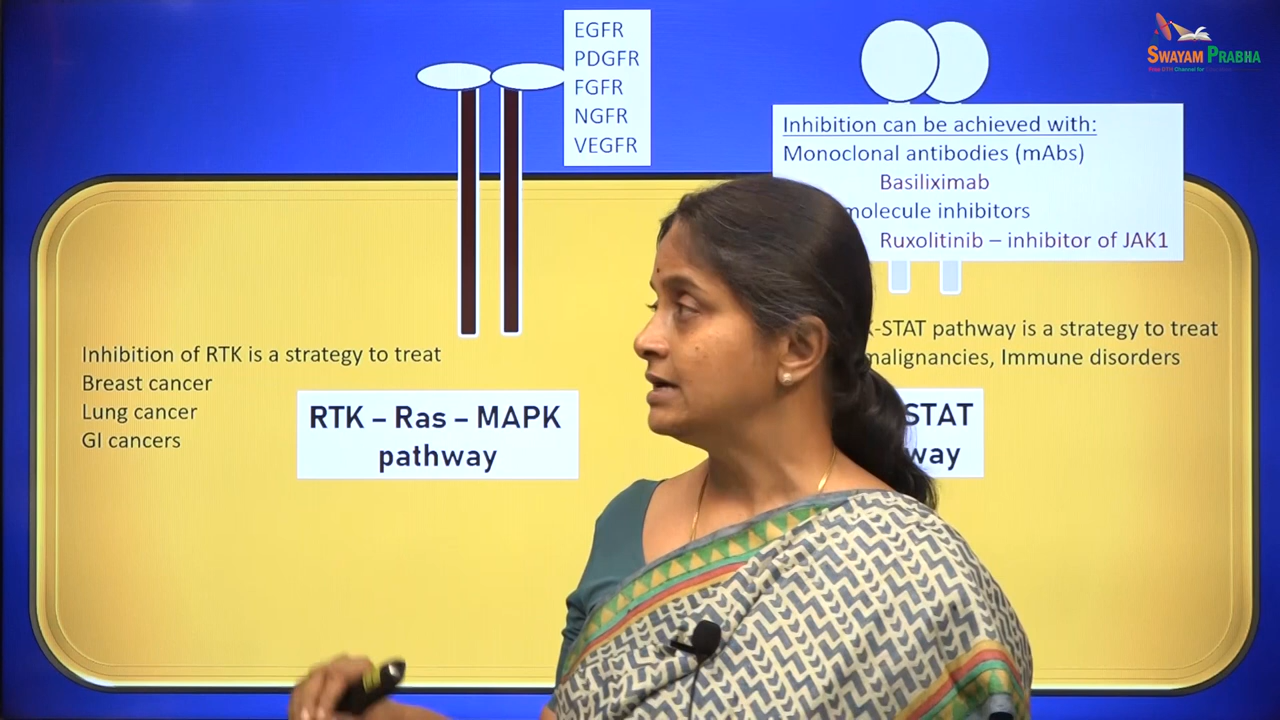 EGFR
PDGFR
FGFR
NGFR
VEGFR
SWAYAM PRABHA
Inhibition can be achieved with:
Monoclonal antibodies (mAbs)
Basiliximab
molecule inhibitors
Ruxolitinib – inhibitor of JAK1
Inhibition of RTK is a strategy to treat
Breast cancer
Lung cancer
GI cancers
RTK – Ras – MAPK
pathway
-STAT pathway is a strategy to treat
malignancies, Immune disorders
STAT
way